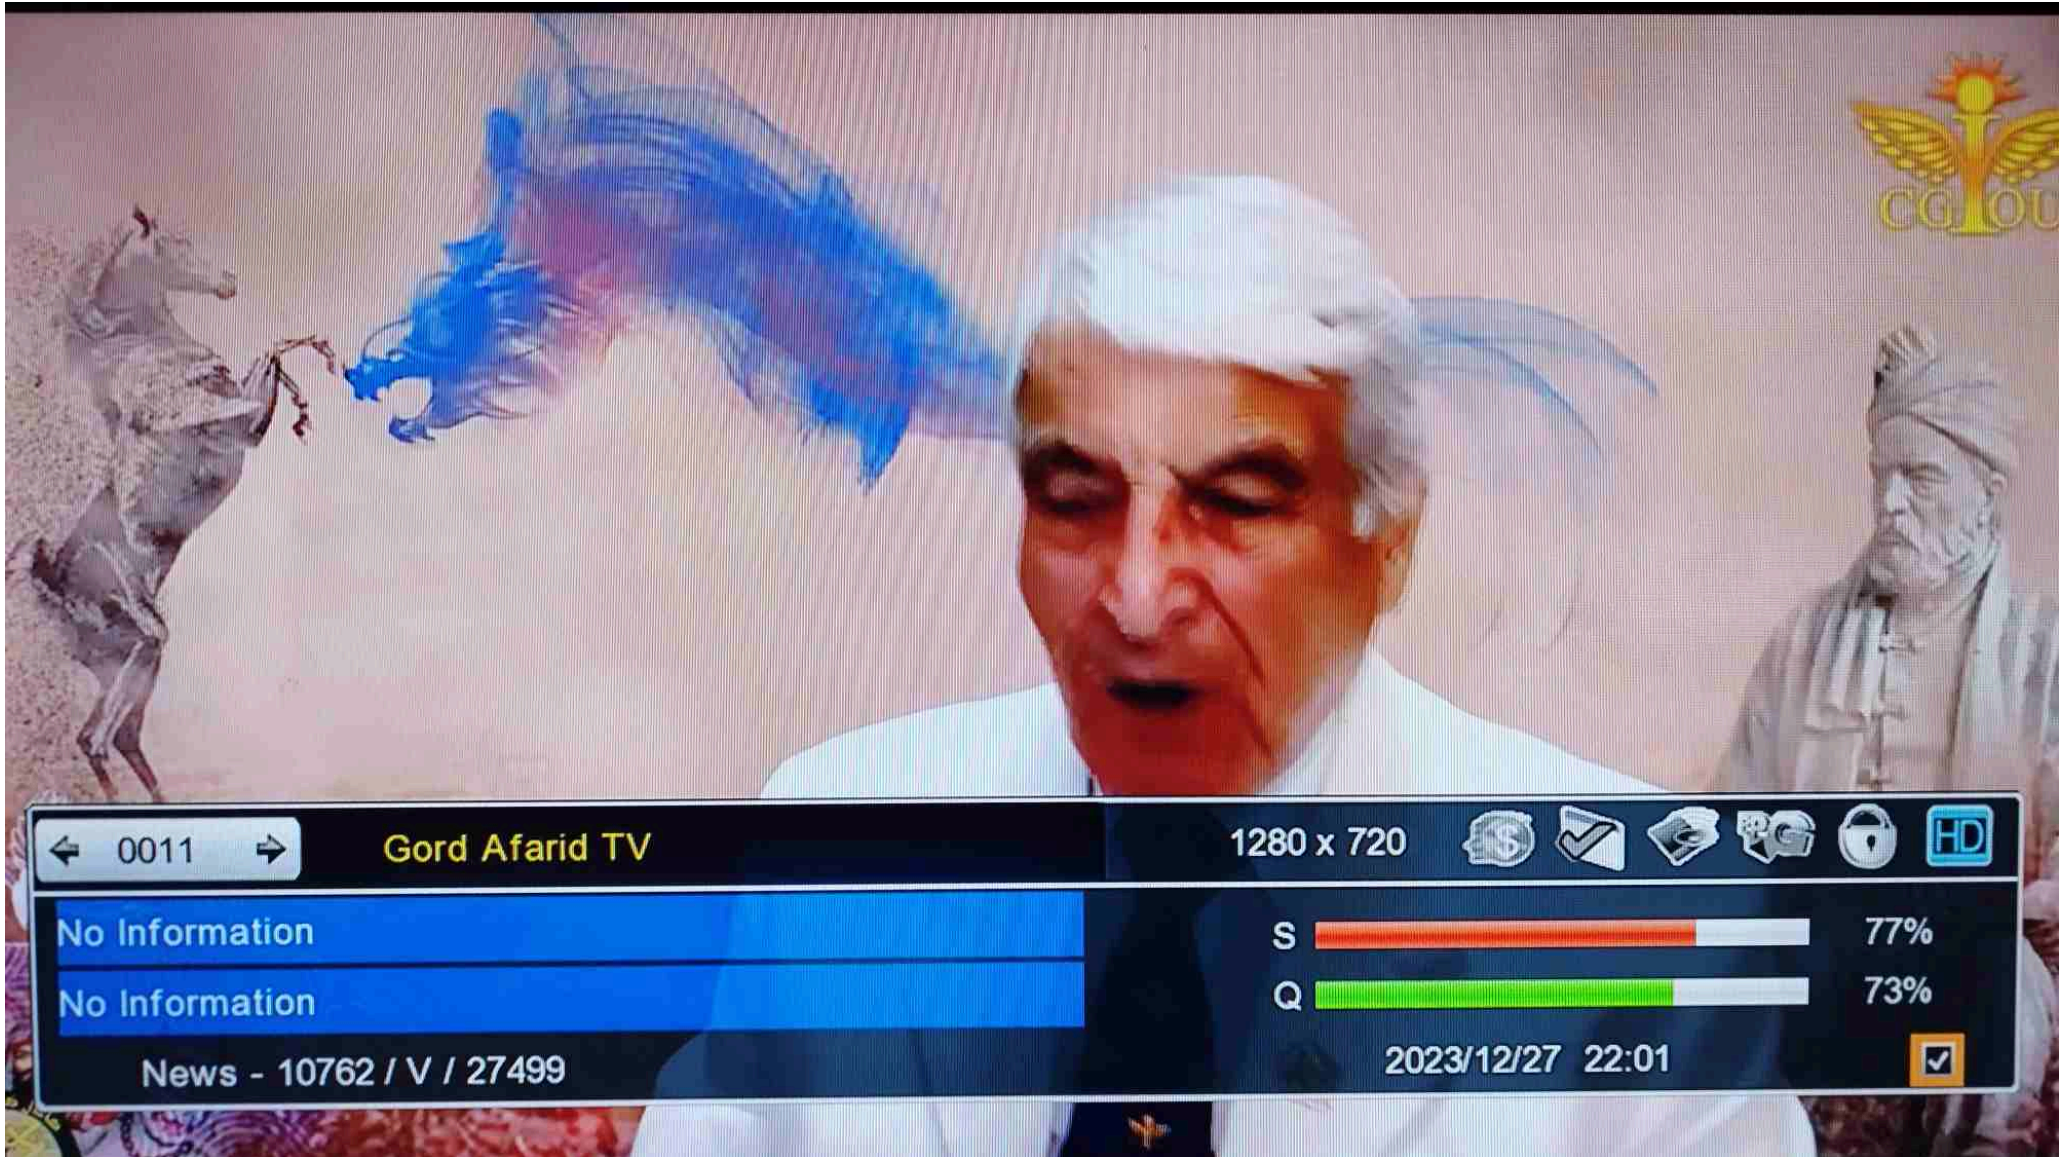 CGIOU
0011
Gord Afarid TV
1280 x 720
HD
No Information
S
77%
No Information
Q
73%
News - 10762 / V / 27499
2023/12/27 22:01